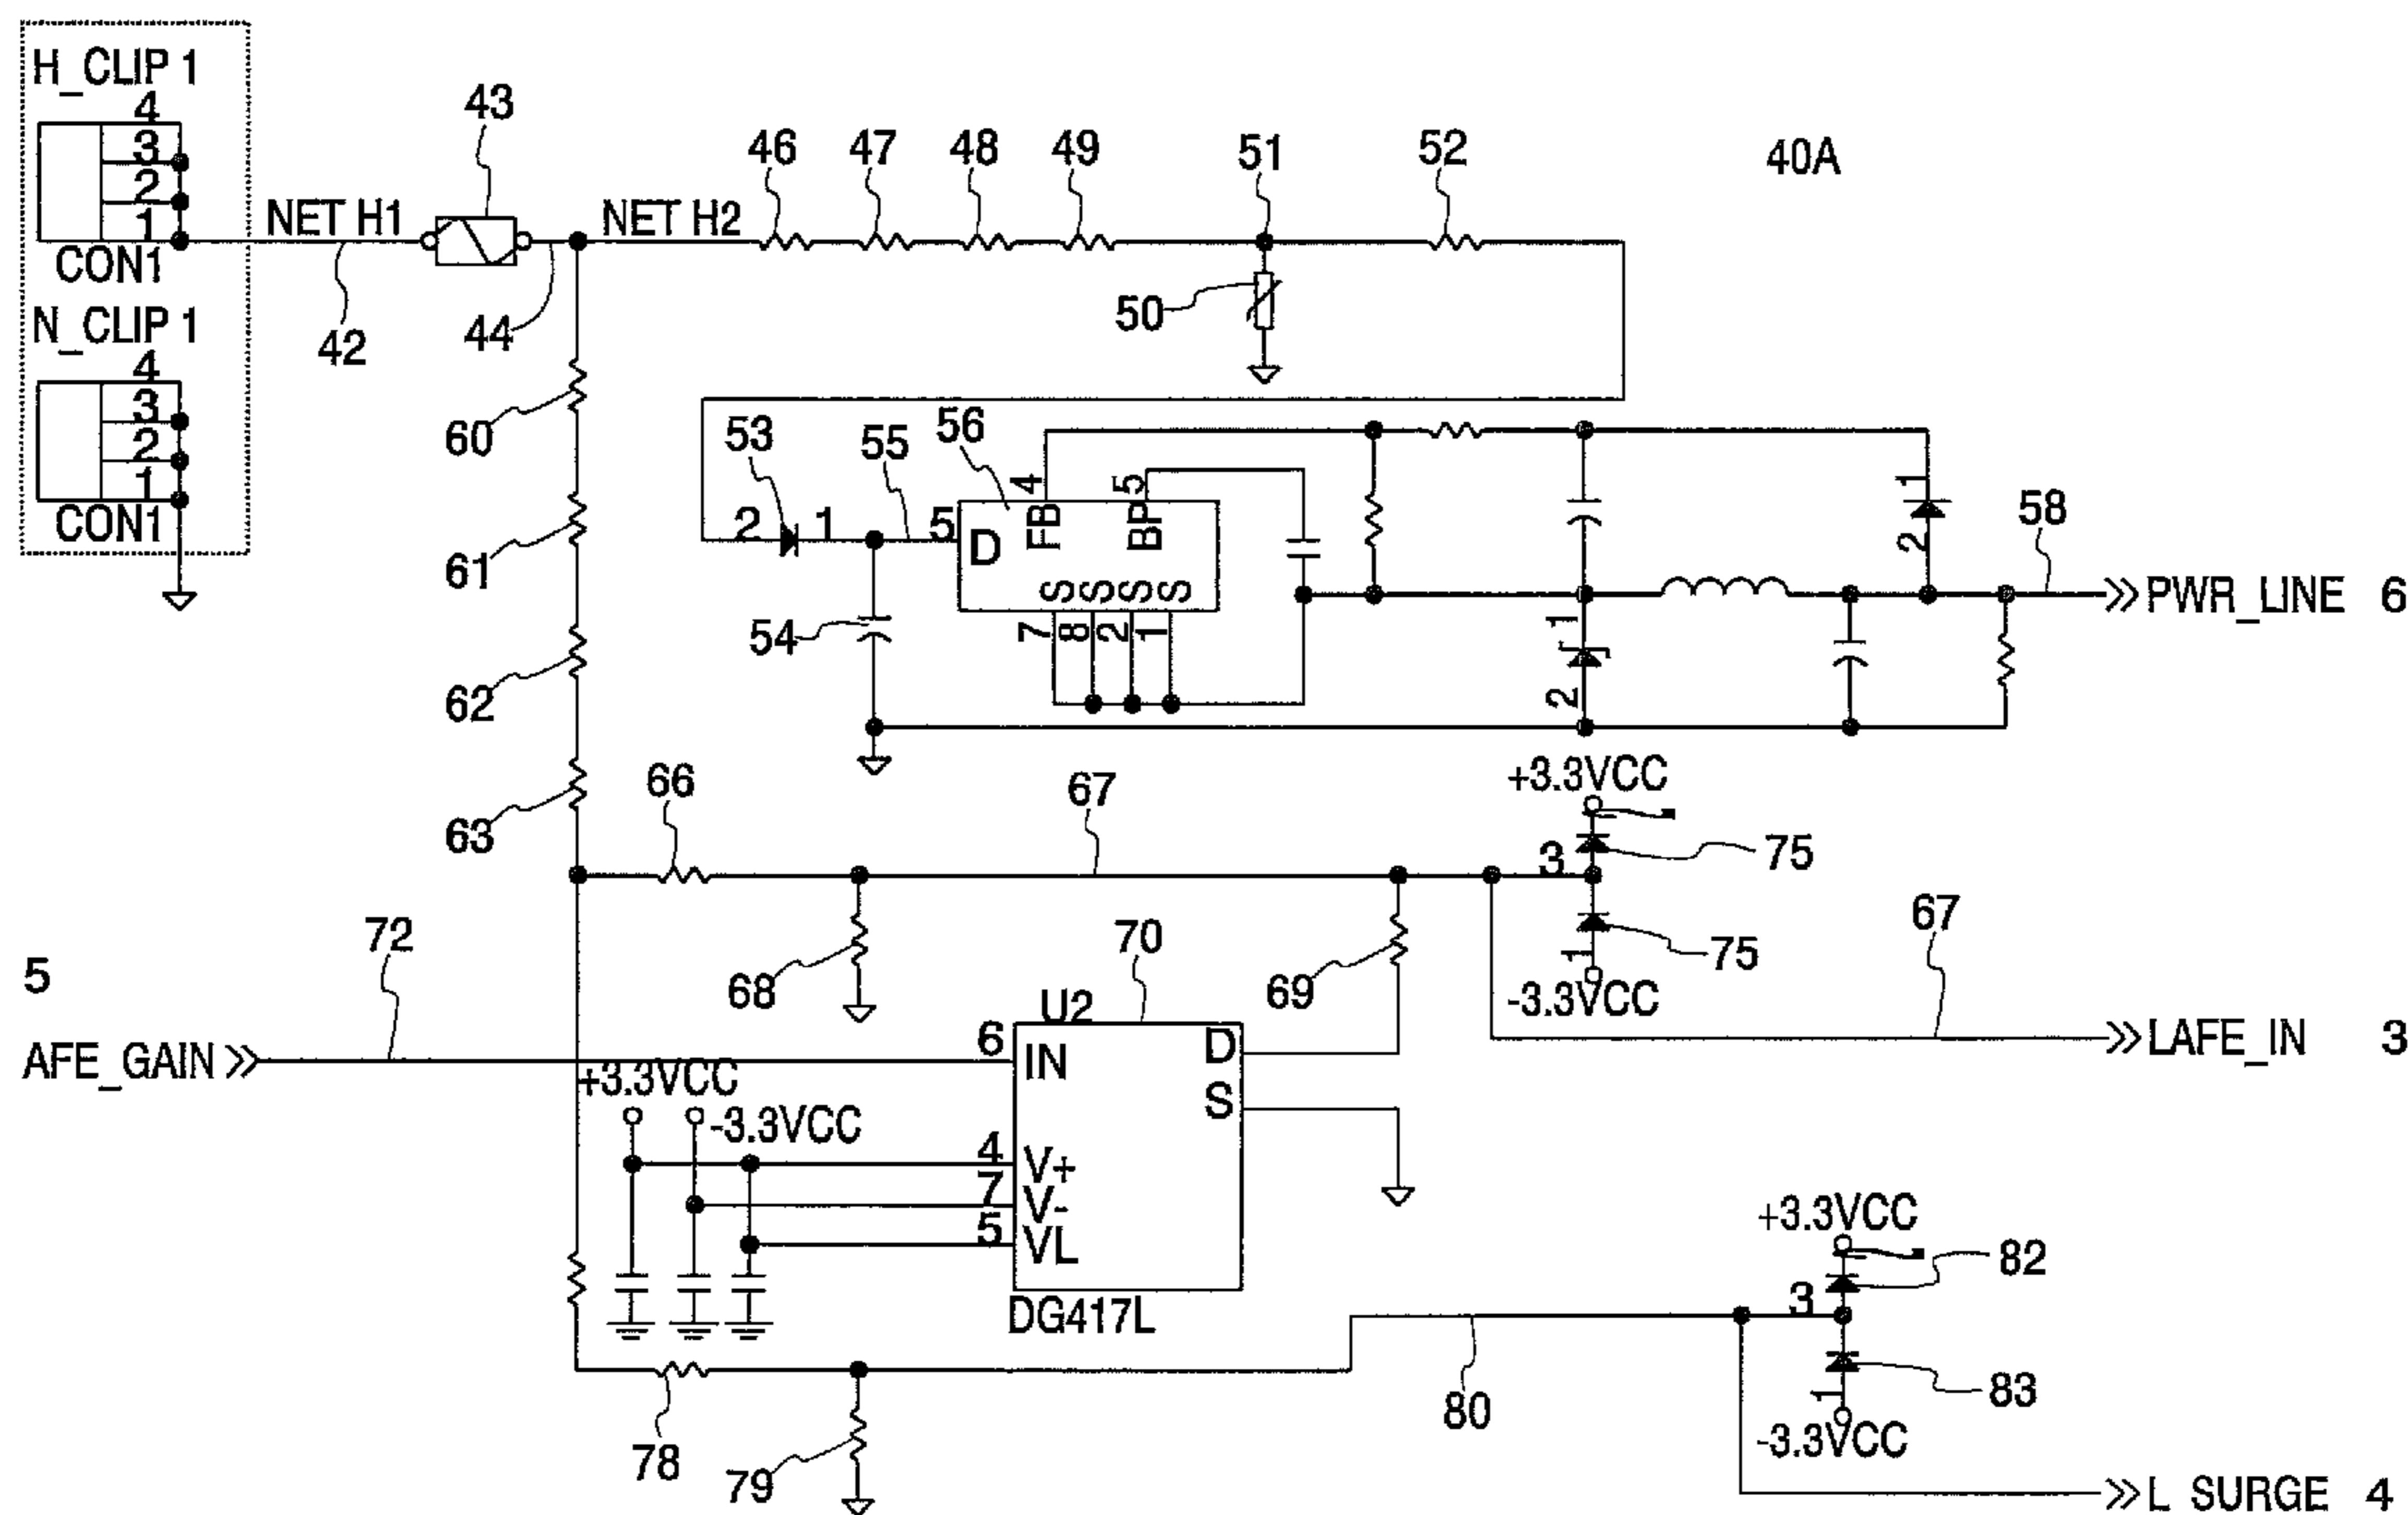 H_CLIP 1
4
3
2
1
CON1
N_CLIP 1
4
3
2
1
CON1
NET H1
42
43
44
NET H2
46
47
48
49
50
51
52
40A
60
61
62
63
53
2
1
54
55
56
5
D
4
FB
BP
5
S
S
S
S
7
8
2
1
1
2
1
2
58
PWR_LINE 6
66
67
68
69
+3.3VCC
75
3
75
1
-3.3VCC
67
LAFE_IN 3
5
AFE_GAIN
72
70
U2
6
IN
D
S
+3.3VCC
-3.3VCC
4
V+
7
V-
5
VL
DG417L
78
79
80
+3.3VCC
82
3
83
1
-3.3VCC
L SURGE 4